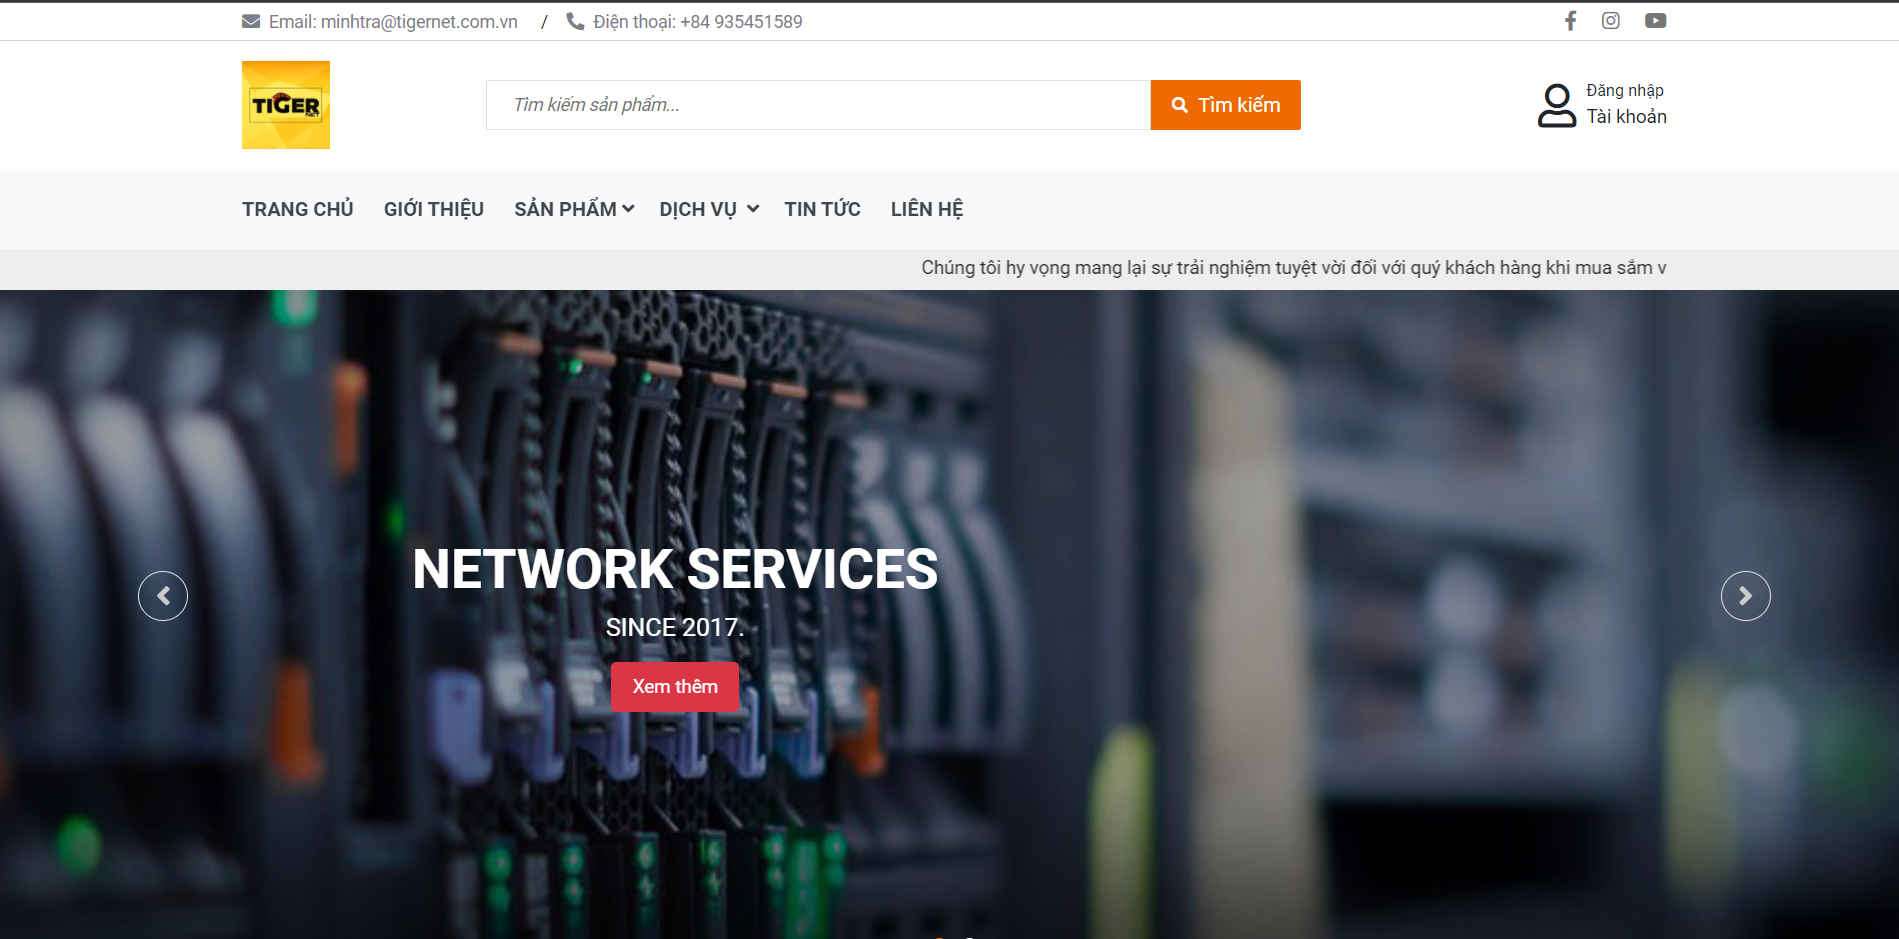 Email: minhtra@tigernet.com.vn / Điện thoại: +84 935451589
TIGER
NET
Tìm kiếm sản phẩm...
Tìm kiếm
Đăng nhập
Tài khoản
TRANG CHỦ GIỚI THIỆU SẢN PHẨM DỊCH VỤ TIN TỨC LIÊN HỆ
Chúng tôi hy vọng mang lại sự trải nghiệm tuyệt vời đối với quý khách hàng khi mua sắm v
NETWORK SERVICES
SINCE 2017.
Xem thêm